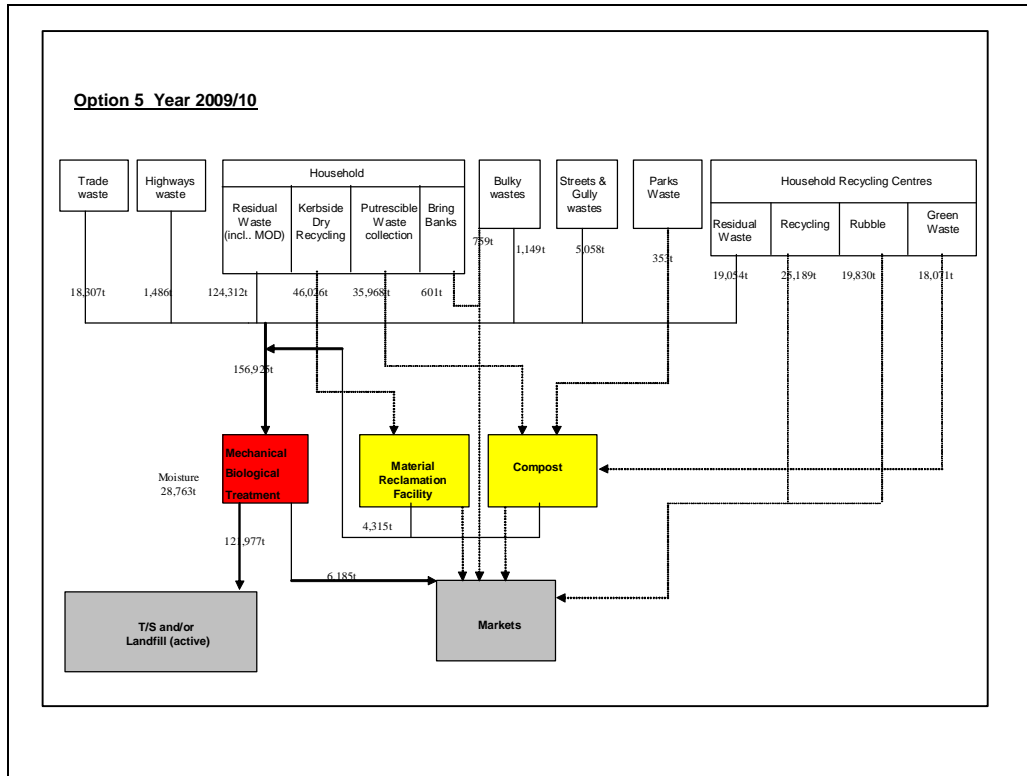 Option 5 Year 2009/10
Trade
waste
Highways
waste
Household
Residual
Waste
(incl.. MOD)
Kerbside
Dry
Recycling
Putrescible
Waste
collection
Bring
Banks
Bulky
wastes
Streets &
Gully
wastes
Parks
Waste
Household Recycling Centres
Residual
Waste
Recycling
Rubble
Green
Waste
759t
1,149t
5,058t
353t
19,054t
25,189t
19,830t
18,071t
18,307t
1,486t
124,312t
46,026t
35,968t
601t
156,925t
Mechanical
Biological
Treatment
Material
Reclamation
Facility
Compost
Moisture
28,763t
4,315t
121,977t
6,185t
T/S and/or
Landfill (active)
Markets